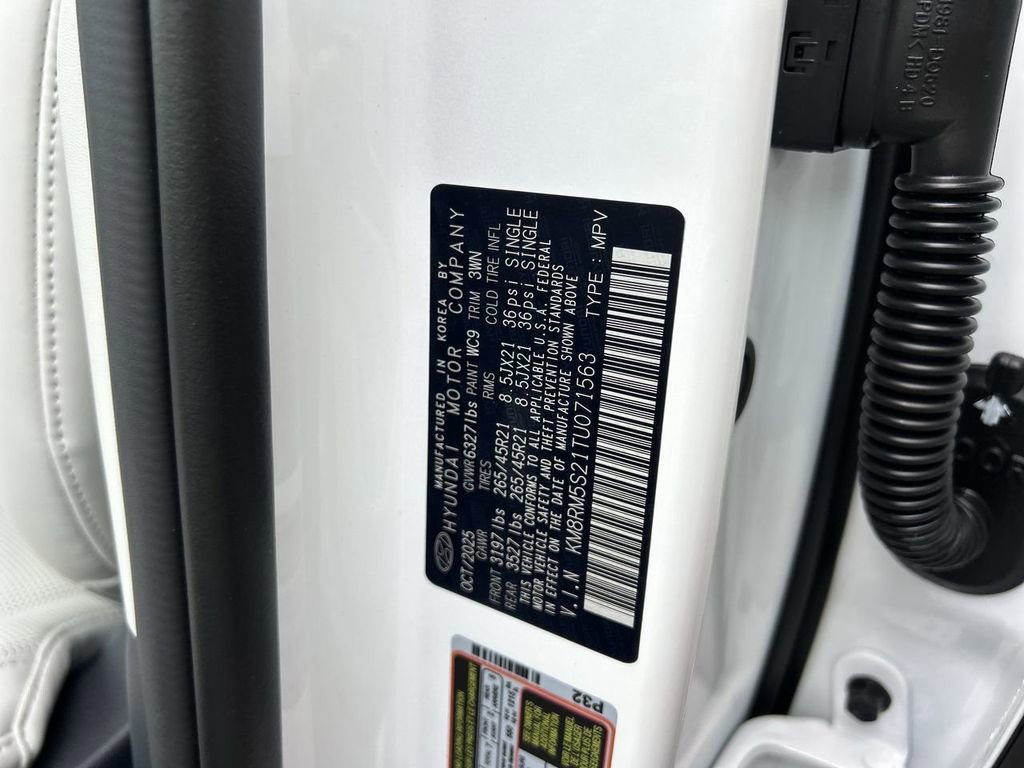 MANUFACTURED IN KOREA BY
HYUNDAI MOTOR COMPANY
OCT/2025 GVWR 6327lbs PAINT WC9 TRIM 3WN
GAWR TIRES RIMS COLD TIRE INFL
FRONT 3197lbs 265/45R21 8.5JX21 36psi SINGLE
REAR 3527lbs 265/45R21 8.5JX21 36psi SINGLE
THIS VEHICLE CONFORMS TO ALL APPLICABLE U.S.A. FEDERAL
MOTOR VEHICLE SAFETY AND THEFT PREVENTION STANDARDS
IN EFFECT ON THE DATE OF MANUFACTURE SHOWN ABOVE
V.I.N KM8RM5S21TU071563 TYPE : MPV
P32